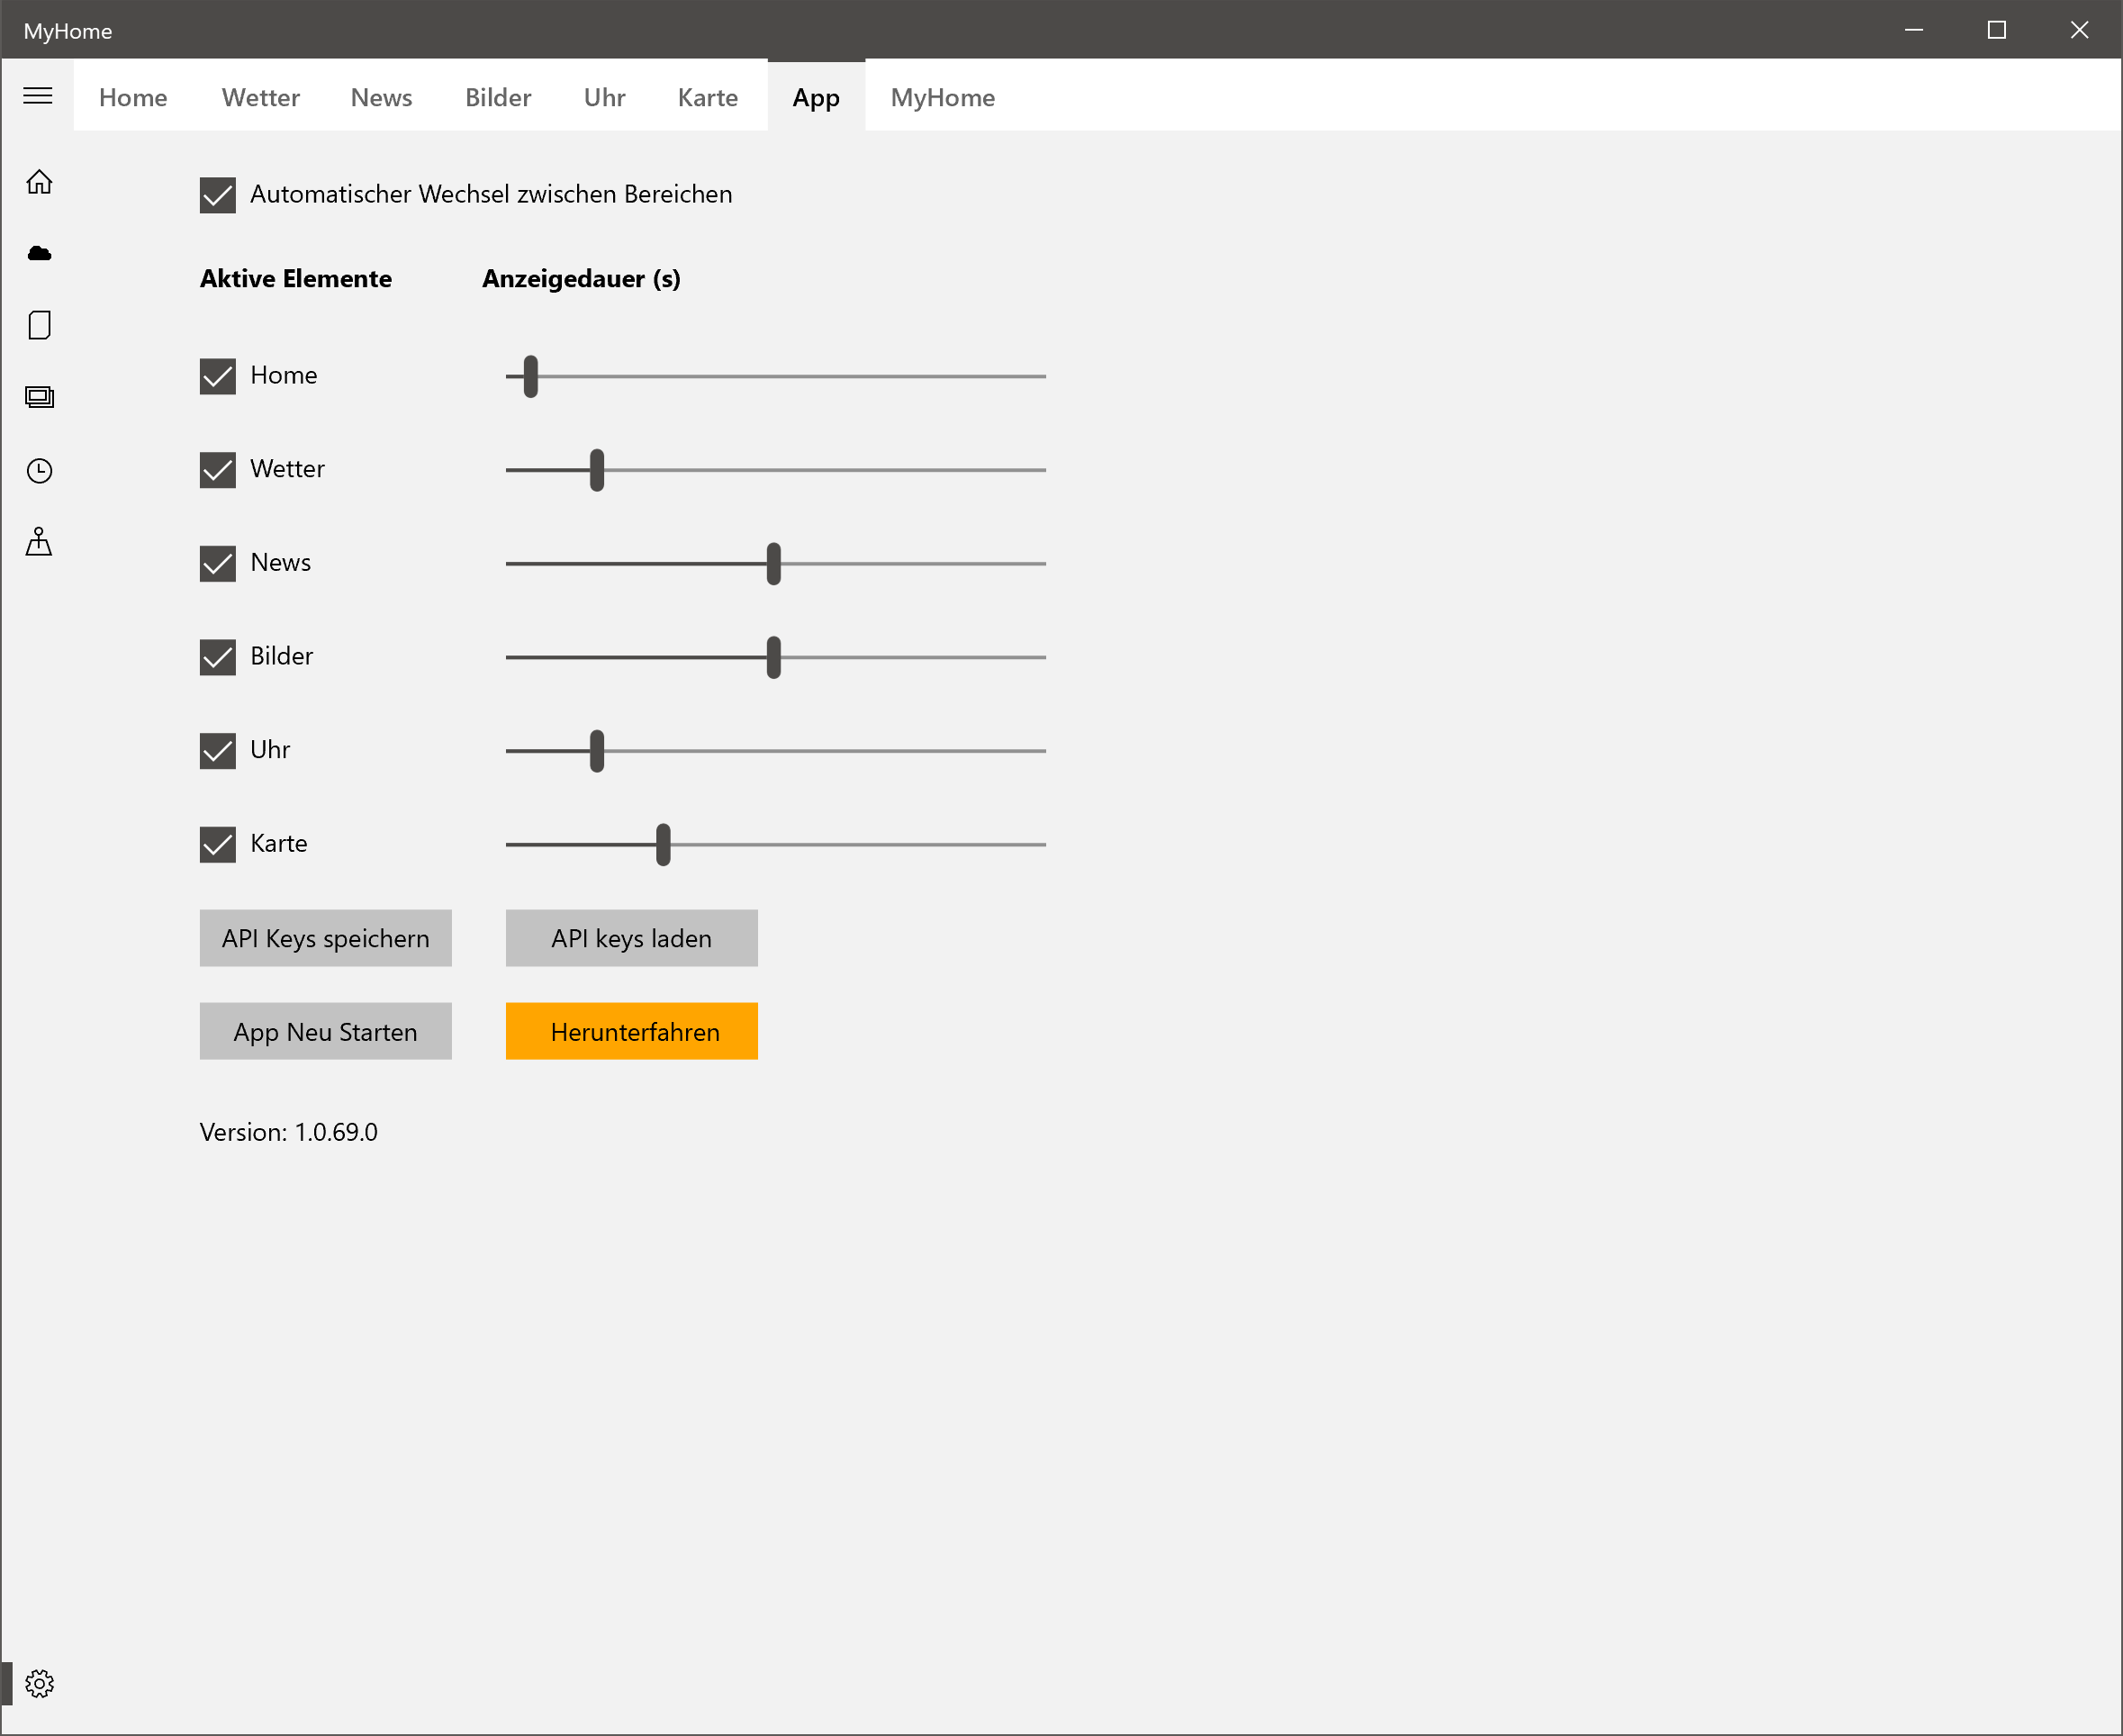 MyHome
Home Wetter News Bilder Uhr Karte App MyHome
Automatischer Wechsel zwischen Bereichen
Aktive Elemente Anzeigedauer (s)
Home
Wetter
News
Bilder
Uhr
Karte
API Keys speichern API keys laden
App Neu Starten Herunterfahren
Version: 1.0.69.0